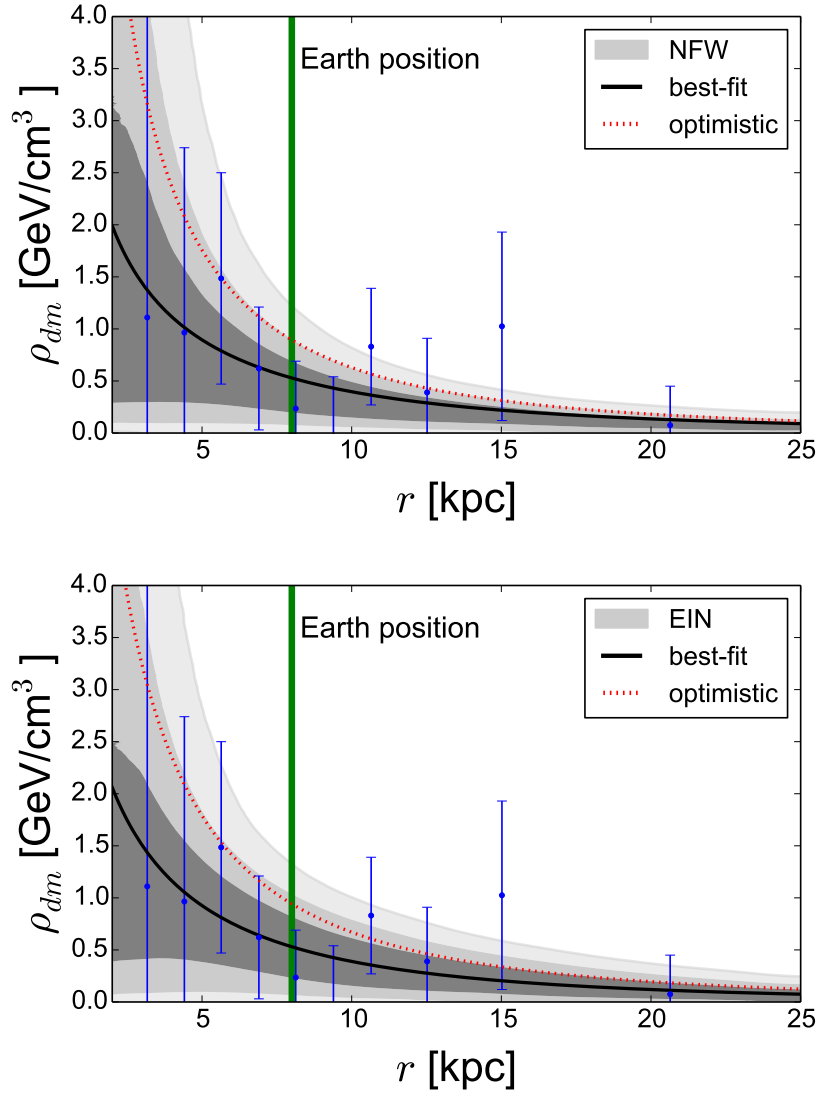 4.0
3.5
3.0
2.5
2.0
1.5
1.0
0.5
0.0
ρ_dm [GeV/cm³ ]
Earth position
NFW
best-fit
optimistic
5 10 15 20 25
r [kpc]
4.0
3.5
3.0
2.5
2.0
1.5
1.0
0.5
0.0
ρ_dm [GeV/cm³ ]
Earth position
EIN
best-fit
optimistic
5 10 15 20 25
r [kpc]